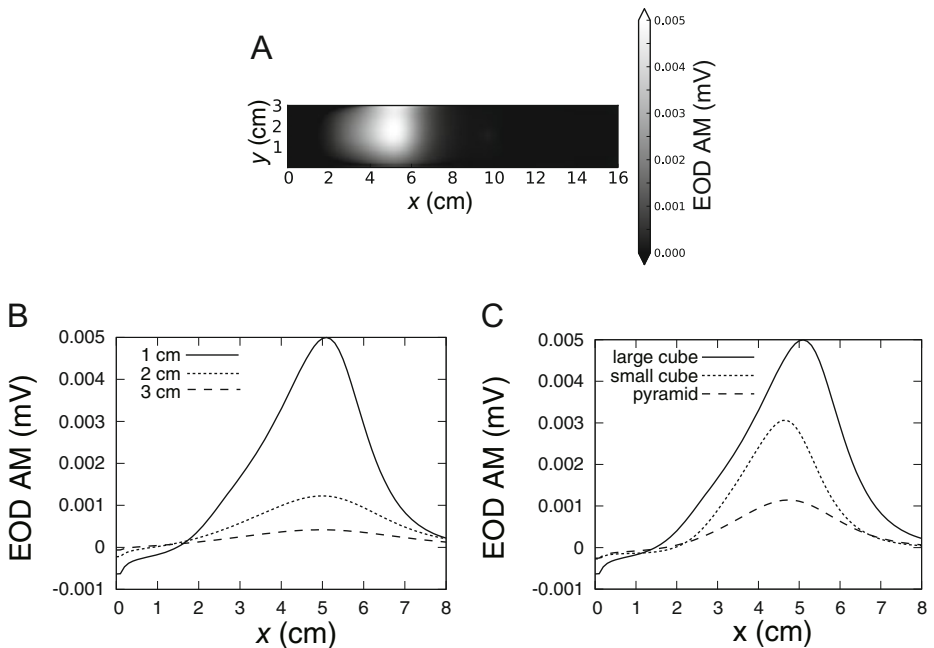 A
3
2
1
y (cm)
0 2 4 6 8 10 12 14 16
x (cm)
0.005
0.004
0.003
0.002
0.001
0.000
EOD AM (mV)
B
0.005
0.004
0.003
0.002
0.001
0
-0.001
EOD AM (mV)
1 cm
2 cm
3 cm
0 1 2 3 4 5 6 7 8
x (cm)
C
0.005
0.004
0.003
0.002
0.001
0
-0.001
EOD AM (mV)
large cube
small cube
pyramid
0 1 2 3 4 5 6 7 8
x (cm)